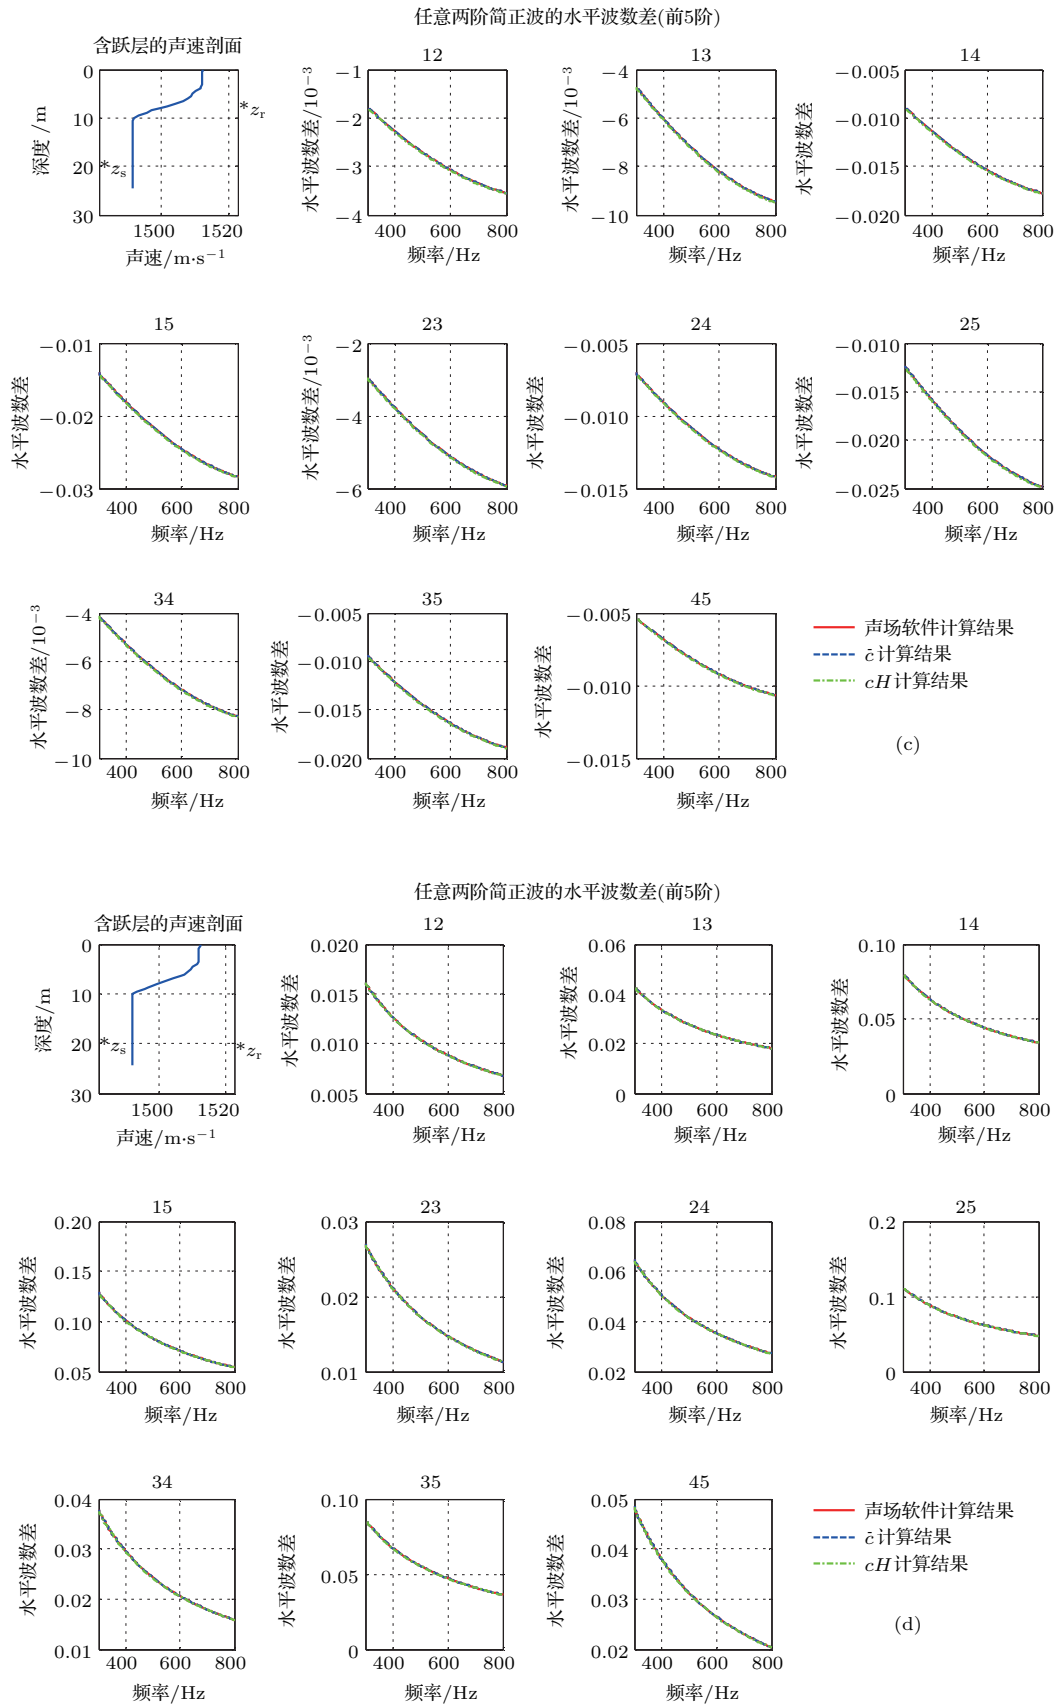 任意两阶简正波的水平波数差(前5阶)
含跃层的声速剖面
0
10
20
30
1500
1520
深度 /m
声速/m·s⁻¹
*zₛ
*zᵣ
12
−1
−2
−3
−4
400 600 800
水平波数差/10⁻³
频率/Hz
13
−4
−6
−8
−10
400 600 800
水平波数差/10⁻³
频率/Hz
14
−0.005
−0.010
−0.015
−0.020
400 600 800
水平波数差
频率/Hz
15
−0.01
−0.02
−0.03
400 600 800
水平波数差
频率/Hz
23
−2
−4
−6
400 600 800
水平波数差/10⁻³
频率/Hz
24
−0.005
−0.010
−0.015
400 600 800
水平波数差
频率/Hz
25
−0.010
−0.015
−0.020
−0.025
400 600 800
水平波数差
频率/Hz
34
−4
−6
−8
−10
400 600 800
水平波数差/10⁻³
频率/Hz
35
−0.005
−0.010
−0.015
−0.020
400 600 800
水平波数差
频率/Hz
45
−0.005
−0.010
−0.015
400 600 800
水平波数差
频率/Hz
声场软件计算结果
c̄ 计算结果
cH 计算结果
(c)
任意两阶简正波的水平波数差(前5阶)
含跃层的声速剖面
0
10
20
30
1500
1520
深度/m
声速/m·s⁻¹
*zₛ
*zᵣ
12
0.020
0.015
0.010
0.005
400 600 800
水平波数差
频率/Hz
13
0.06
0.04
0.02
0
400 600 800
水平波数差
频率/Hz
14
0.10
0.05
0
400 600 800
水平波数差
频率/Hz
15
0.20
0.15
0.10
0.05
400 600 800
水平波数差
频率/Hz
23
0.03
0.02
0.01
400 600 800
水平波数差
频率/Hz
24
0.08
0.06
0.04
0.02
400 600 800
水平波数差
频率/Hz
25
0.2
0.1
0
400 600 800
水平波数差
频率/Hz
34
0.04
0.03
0.02
0.01
400 600 800
水平波数差
频率/Hz
35
0.10
0.05
0
400 600 800
水平波数差
频率/Hz
45
0.05
0.04
0.03
0.02
400 600 800
水平波数差
频率/Hz
声场软件计算结果
c̄ 计算结果
cH 计算结果
(d)